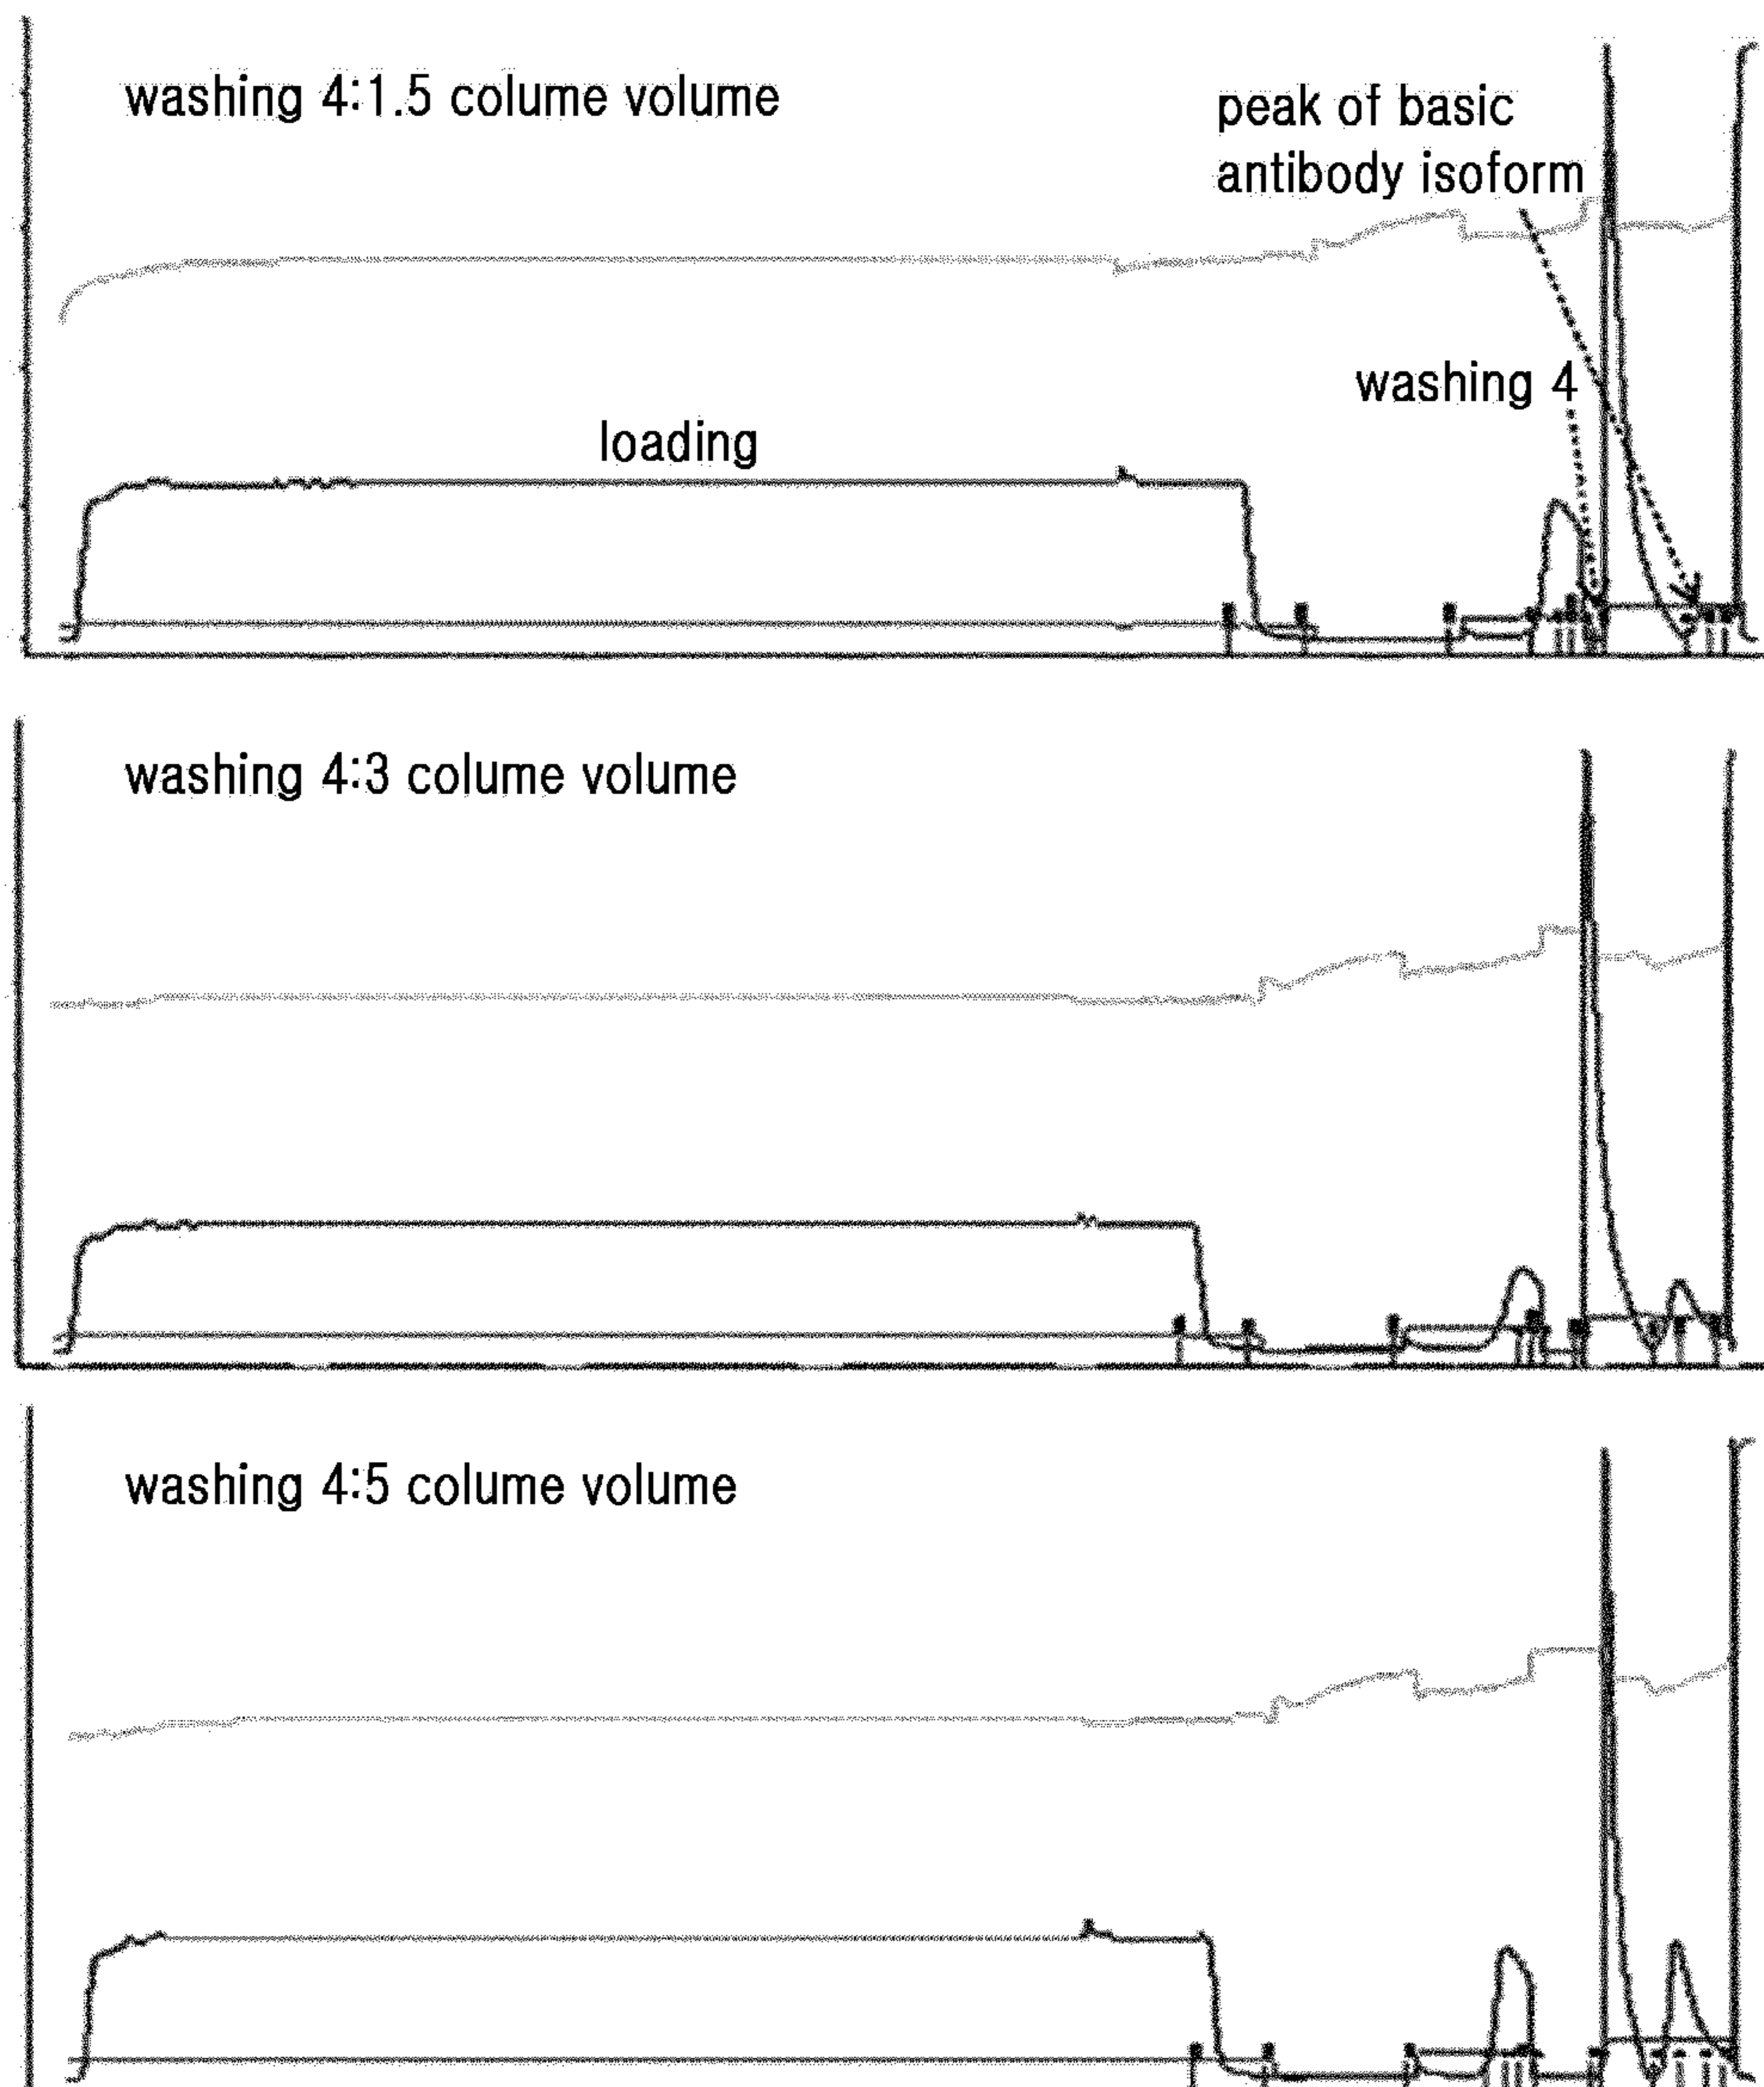 washing 4:1.5 colume volume
peak of basic
antibody isoform
washing 4
loading
washing 4:3 colume volume
washing 4:5 colume volume